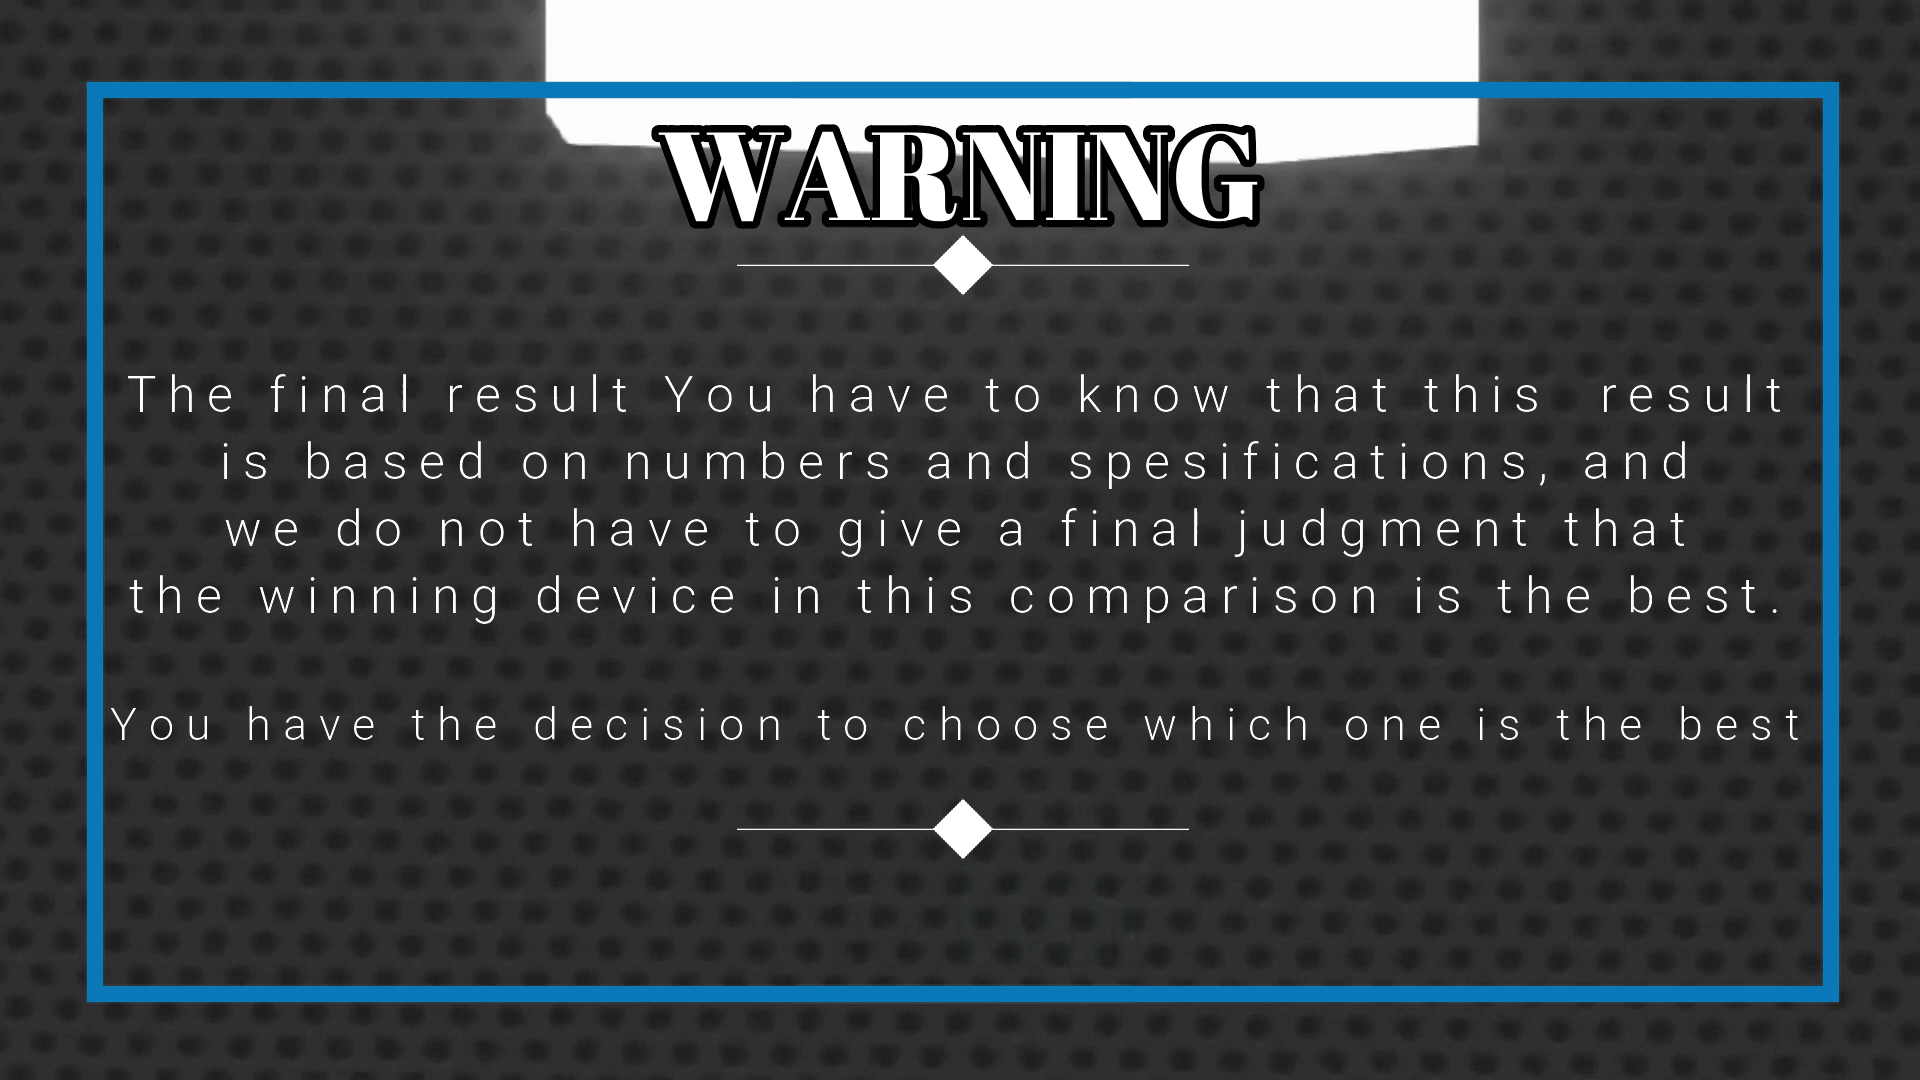 WARNING
The final result You have to know that this result
is based on numbers and spesifications, and
we do not have to give a final judgment that
the winning device in this comparison is the best.
You have the decision to choose which one is the best